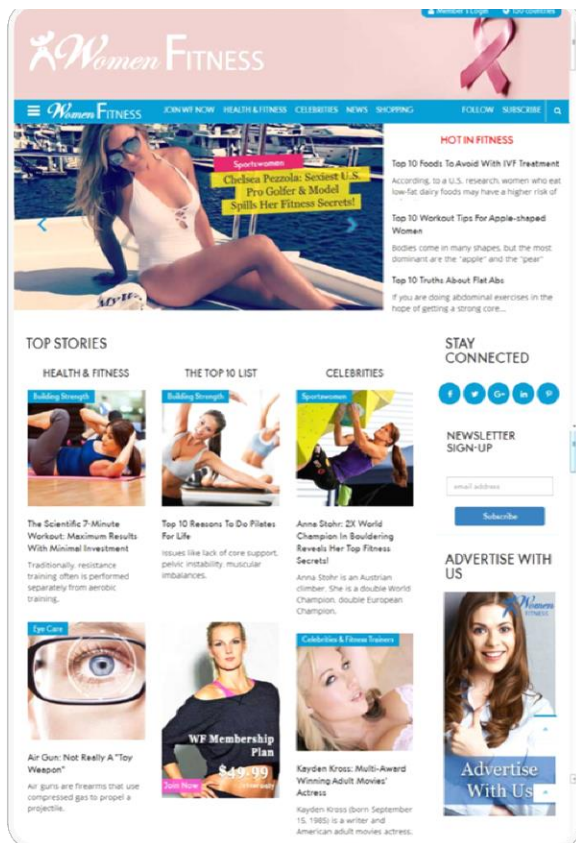 Member's Login 150 countries
Women FITNESS
Women FITNESS JOIN WF NOW HEALTH & FITNESS CELEBRITIES NEWS SHOPPING FOLLOW SUBSCRIBE
Sportswomen
Chelsea Pezzola: Sexiest U.S.
Pro Golfer & Model
Spills Her Fitness Secrets!
HOT IN FITNESS
Top 10 Foods To Avoid With IVF Treatment
According, to a U.S. research, women who eat
low-fat dairy foods may have a higher risk of
Top 10 Workout Tips For Apple-shaped
Women
Bodies come in many shapes, but the most
dominant are the "apple" and the "pear"
Top 10 Truths About Flat Abs
If you are doing abdominal exercises in the
hope of getting a strong core...
TOP STORIES
HEALTH & FITNESS
Building Strength
The Scientific 7-Minute
Workout: Maximum Results
With Minimal Investment
Traditionally, resistance
training often is performed
separately from aerobic
training.
Eye Care
Air Gun: Not Really A "Toy
Weapon"
Air guns are firearms that use
compressed gas to propel a
projectile.
THE TOP 10 LIST
Building Strength
Top 10 Reasons To Do Pilates
For Life
Issues like lack of core support,
pelvic instability, muscular
imbalances.
WF Membership
Plan
$49.99
Join Now
CELEBRITIES
Sportswomen
Anna Stohr: 2X World
Champion In Bouldering
Reveals Her Top Fitness
Secrets!
Anna Stohr is an Austrian
climber. She is a double World
Champion, double European
Champion.
Celebrities & Fitness Trainers
Kayden Kross: Multi-Award
Winning Adult Movies'
Actress
Kayden Kross (born September
15, 1985) is a writer and
American adult movies actress.
STAY
CONNECTED
f G+ in
NEWSLETTER
SIGN-UP
email address
Subscribe
ADVERTISE WITH
US
Women
FITNESS
Advertise
With Us